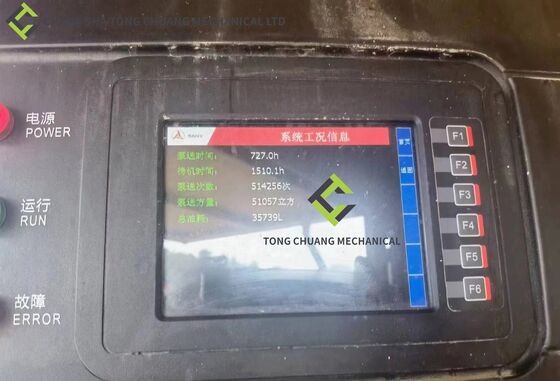 TONG CHUANG MECHANICAL LTD
电源
POWER
运行
RUN
故障
ERROR
SANY
系统工况信息
泵送时间: 727.0h
待机时间: 1510.1h
泵送次数: 514256次
泵送方量: 51057立方
总油耗: 35739L
首页
返回
TONG CHUANG MECHANICAL
F1
F2
F3
F4
F5
F6